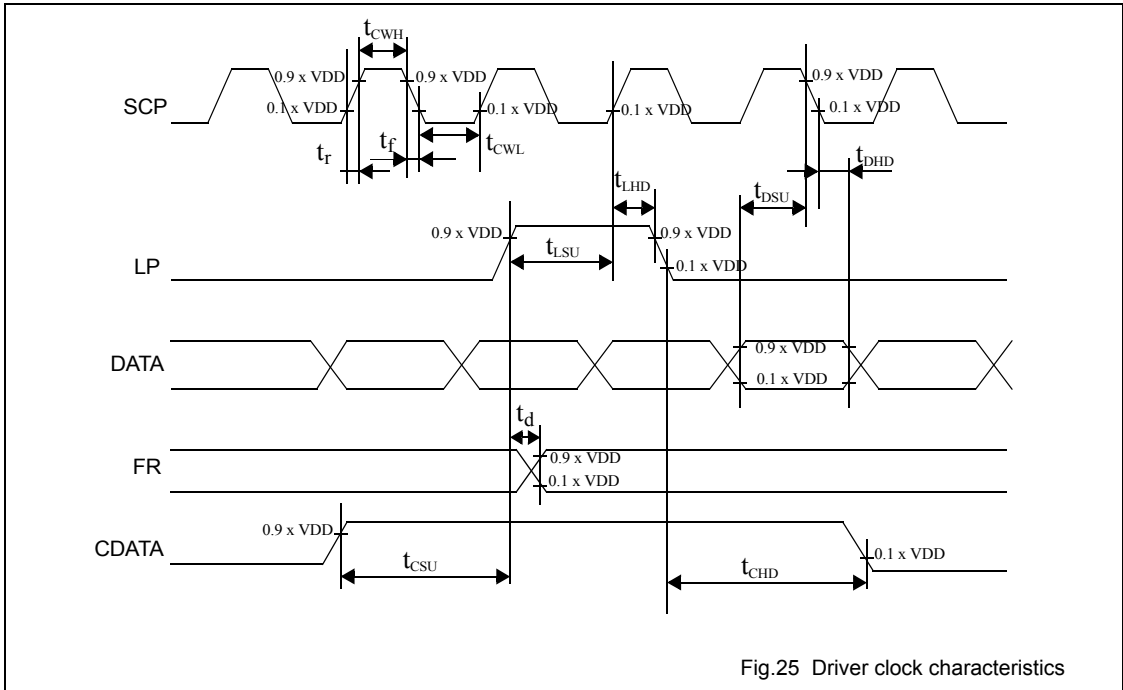 tCWH
0.9 x VDD 0.9 x VDD 0.9 x VDD
SCP 0.1 x VDD 0.1 x VDD 0.1 x VDD 0.1 x VDD
tr tf tCWL tLHD tDSU tDHD
0.9 x VDD 0.9 x VDD
LP tLSU 0.1 x VDD
DATA 0.9 x VDD
0.1 x VDD
td
FR 0.9 x VDD
0.1 x VDD
CDATA 0.9 x VDD 0.1 x VDD
tCSU tCHD
Fig.25 Driver clock characteristics